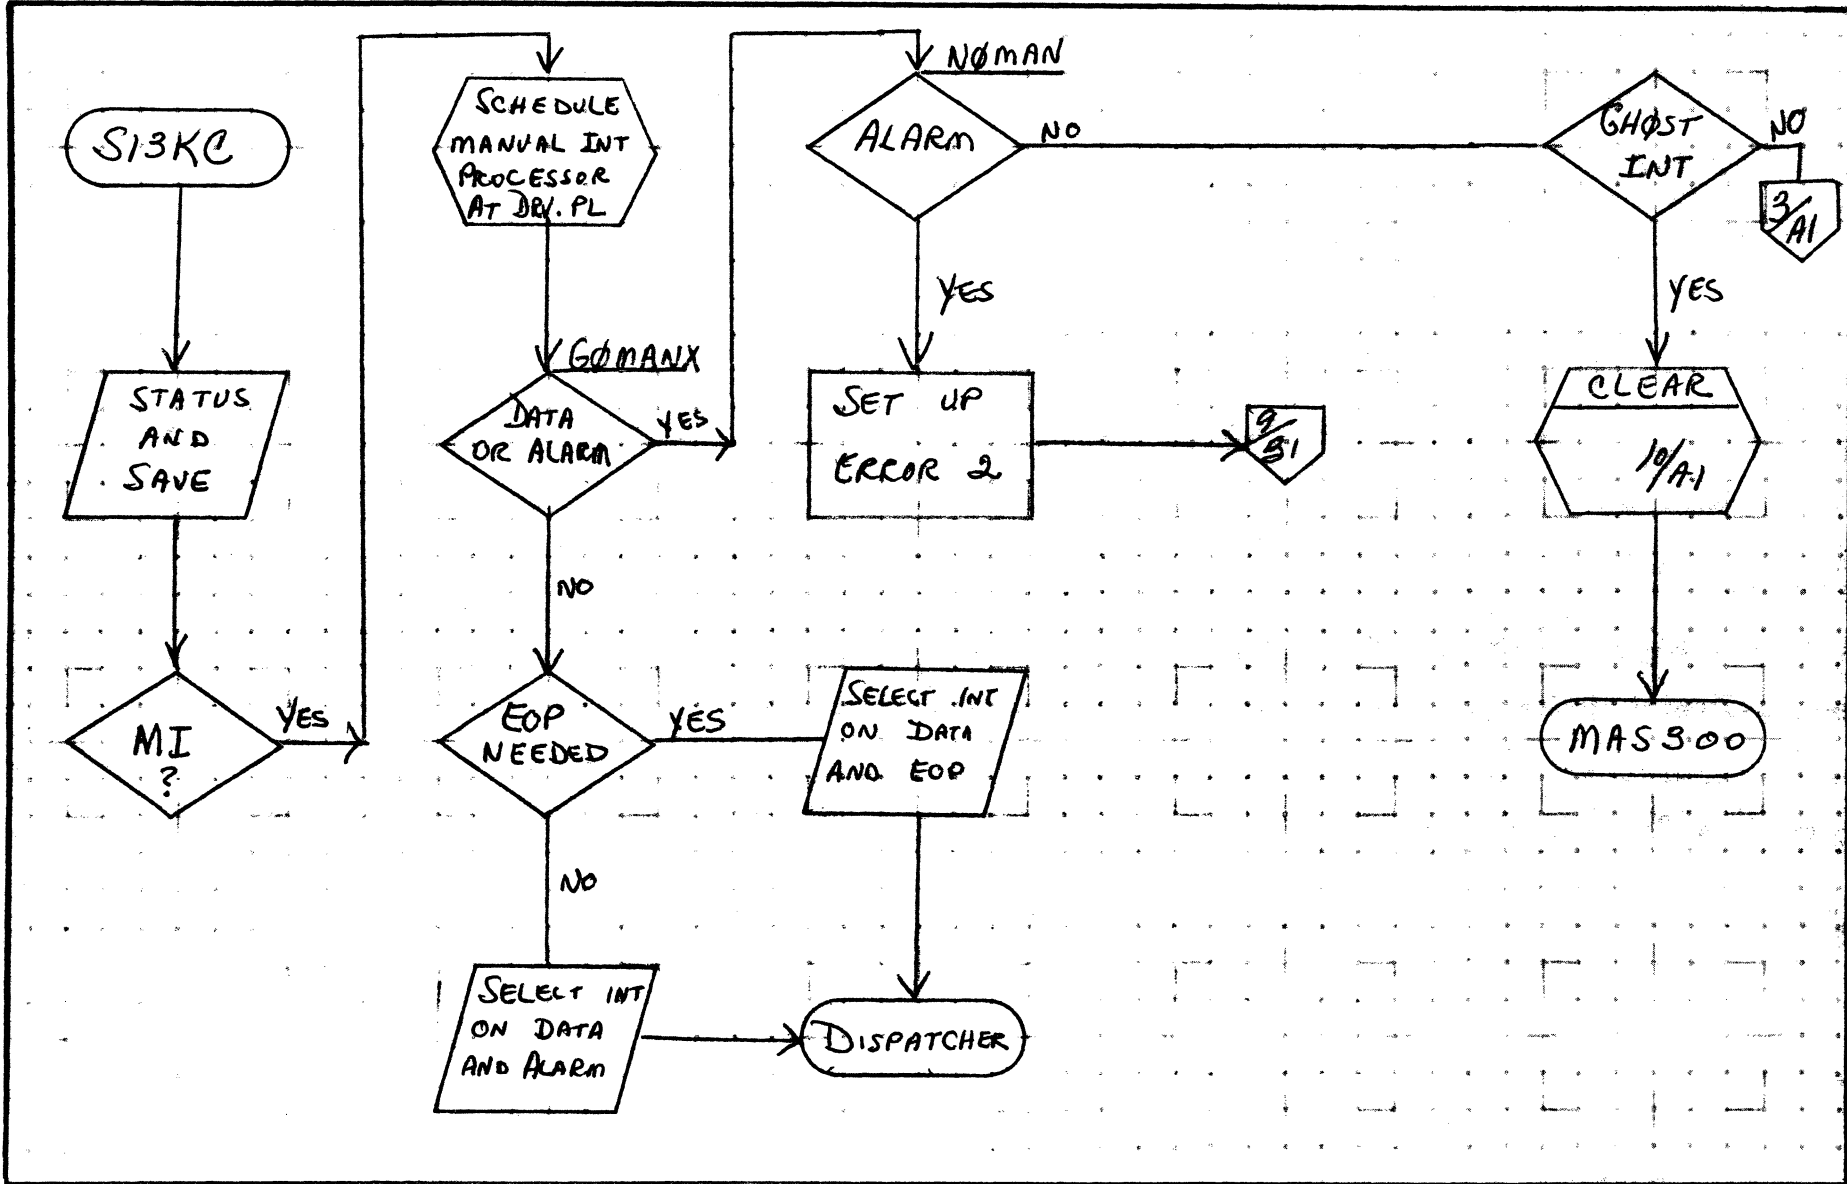 S13KC
STATUS
AND
SAVE
MI
?
YES
SCHEDULE
MANUAL INT
PROCESSOR
AT DRV. PL
GØMANX
DATA
OR ALARM
YES
NO
EOP
NEEDED
YES
NO
SELECT INT
ON DATA
AND ALARM
SELECT INT
ON DATA
AND EOP
DISPATCHER
NØMAN
ALARM
NO
YES
SET UP
ERROR 2
GHØST
INT
NO
3/A1
YES
CLEAR
10/A1
MAS300